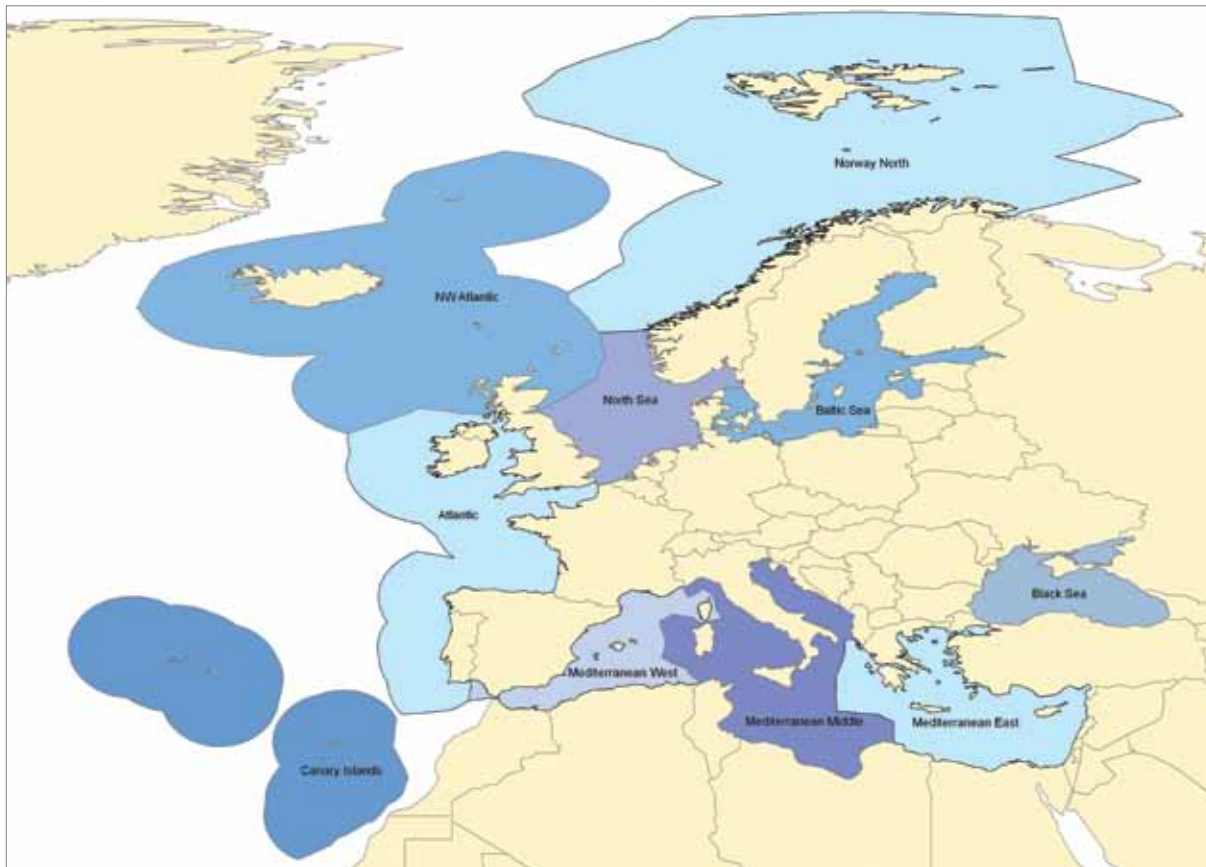 Norway North
NW Atlantic
North Sea
Baltic Sea
Atlantic
Black Sea
Mediterranean West
Mediterranean Middle
Mediterranean East
Canary Islands